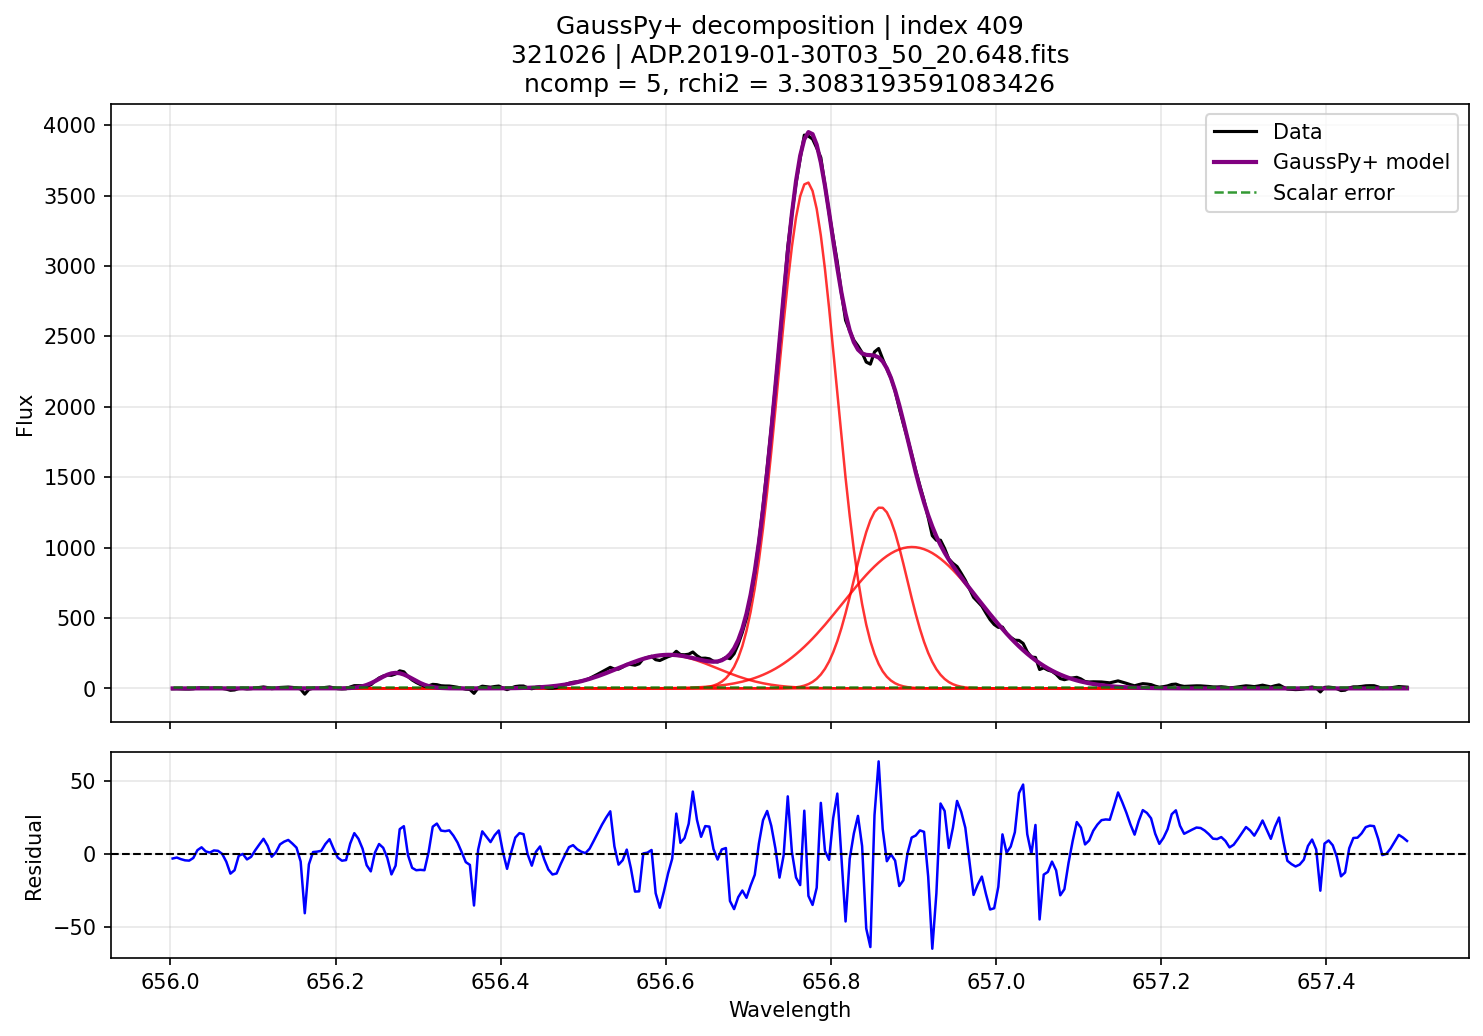 GaussPy+ decomposition | index 409
321026 | ADP.2019-01-30T03_50_20.648.fits
ncomp = 5, rchi2 = 3.3083193591083426
Data
GaussPy+ model
Scalar error
4000
3500
3000
2500
2000
1500
1000
500
0
Flux
50
0
−50
Residual
656.0
656.2
656.4
656.6
656.8
657.0
657.2
657.4
Wavelength